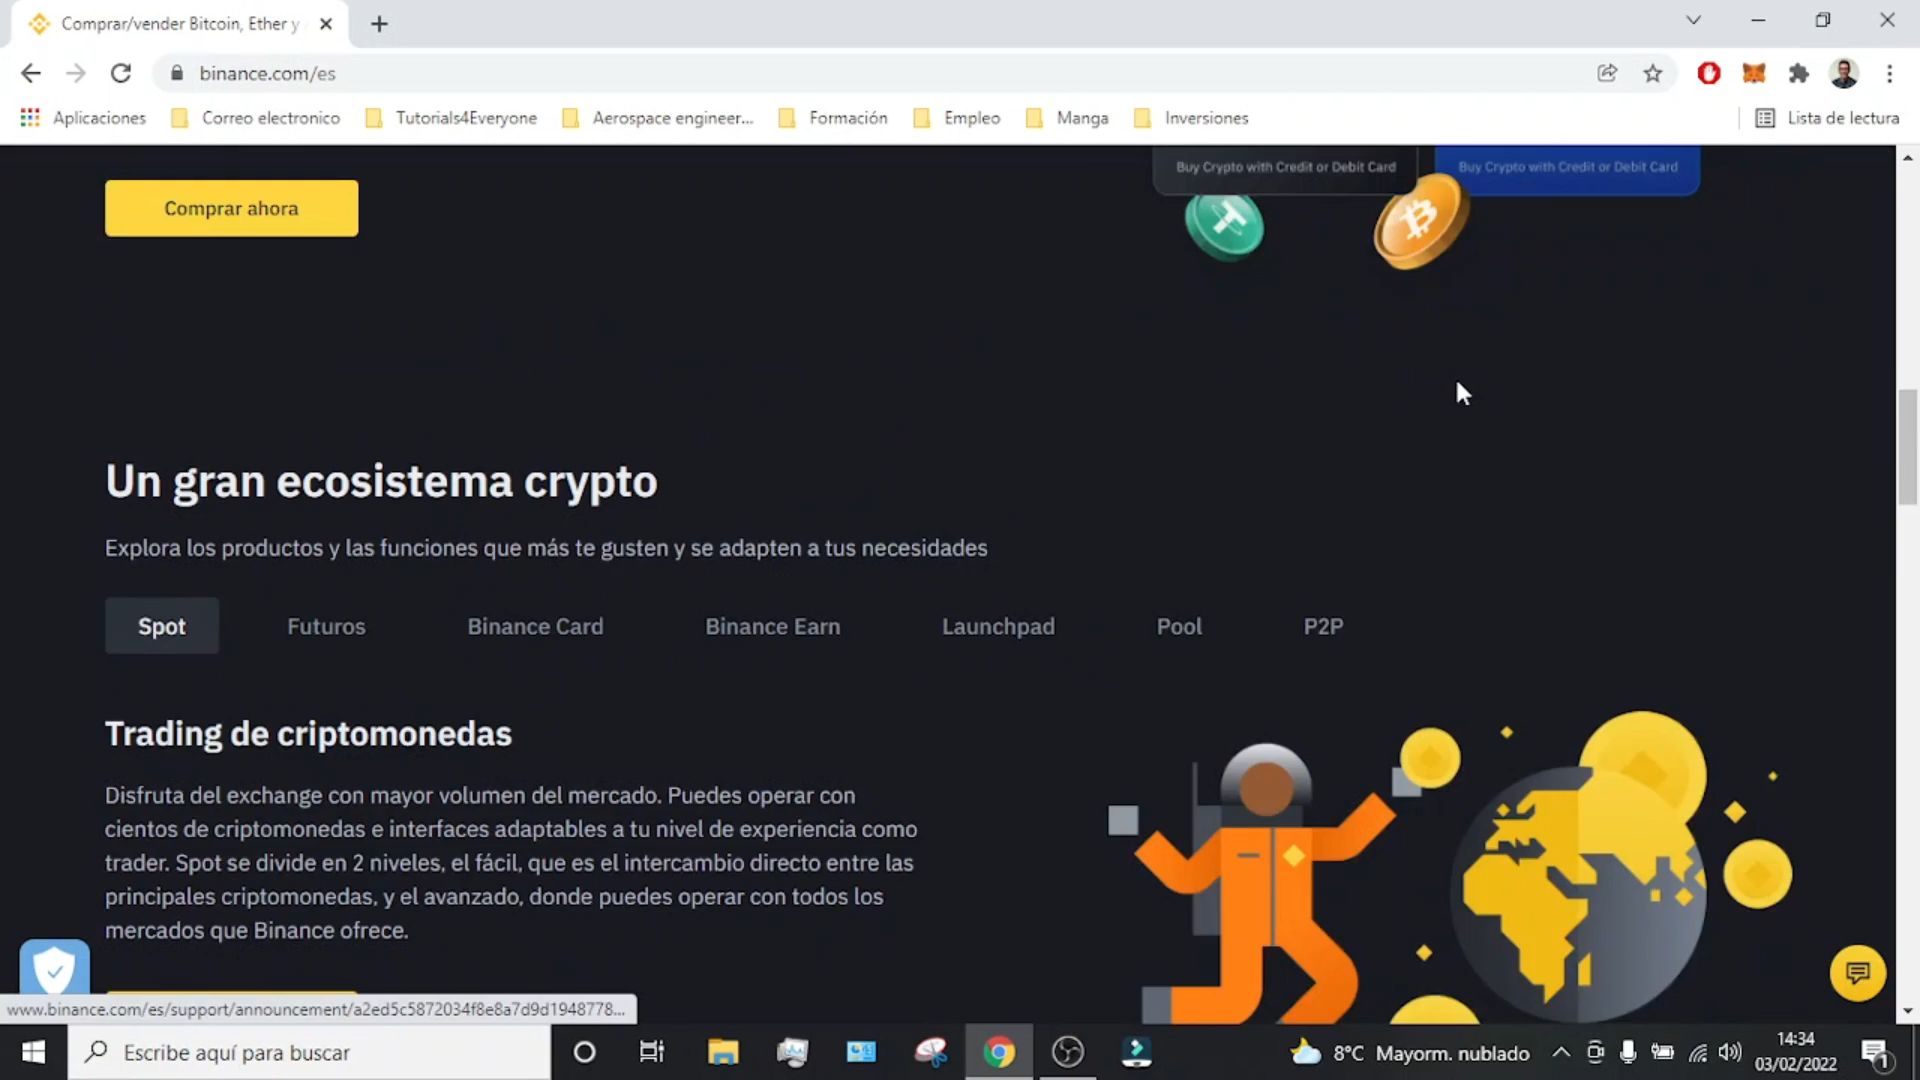 Comprar/vender Bitcoin, Ether y
binance.com/es
Aplicaciones
Correo electronico
Tutorials4Everyone
Aerospace engineer...
Formación
Empleo
Manga
Inversiones
Lista de lectura
Buy Crypto with Credit or Debit Card
Buy Crypto with Credit or Debit Card
Comprar ahora
Un gran ecosistema crypto
Explora los productos y las funciones que más te gusten y se adapten a tus necesidades
Spot
Futuros
Binance Card
Binance Earn
Launchpad
Pool
P2P
Trading de criptomonedas
Disfruta del exchange con mayor volumen del mercado. Puedes operar con
cientos de criptomonedas e interfaces adaptables a tu nivel de experiencia como
trader. Spot se divide en 2 niveles, el fácil, que es el intercambio directo entre las
principales criptomonedas, y el avanzado, donde puedes operar con todos los
mercados que Binance ofrece.
www.binance.com/es/support/announcement/a2ed5c5872034f8e8a7d9d1948778...
Escribe aquí para buscar
8°C Mayorm. nublado
14:34
03/02/2022
1